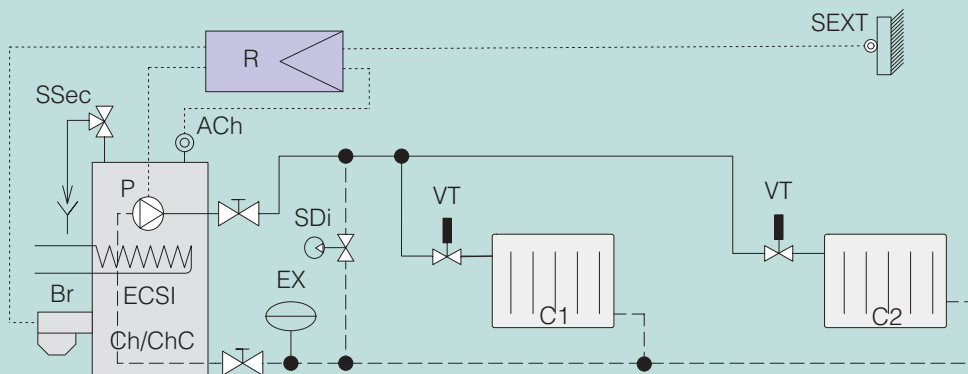 SEXT
R
SSec
ACh
P
VT
VT
SDi
EX
ECSI
Br
C1
C2
Ch/ChC